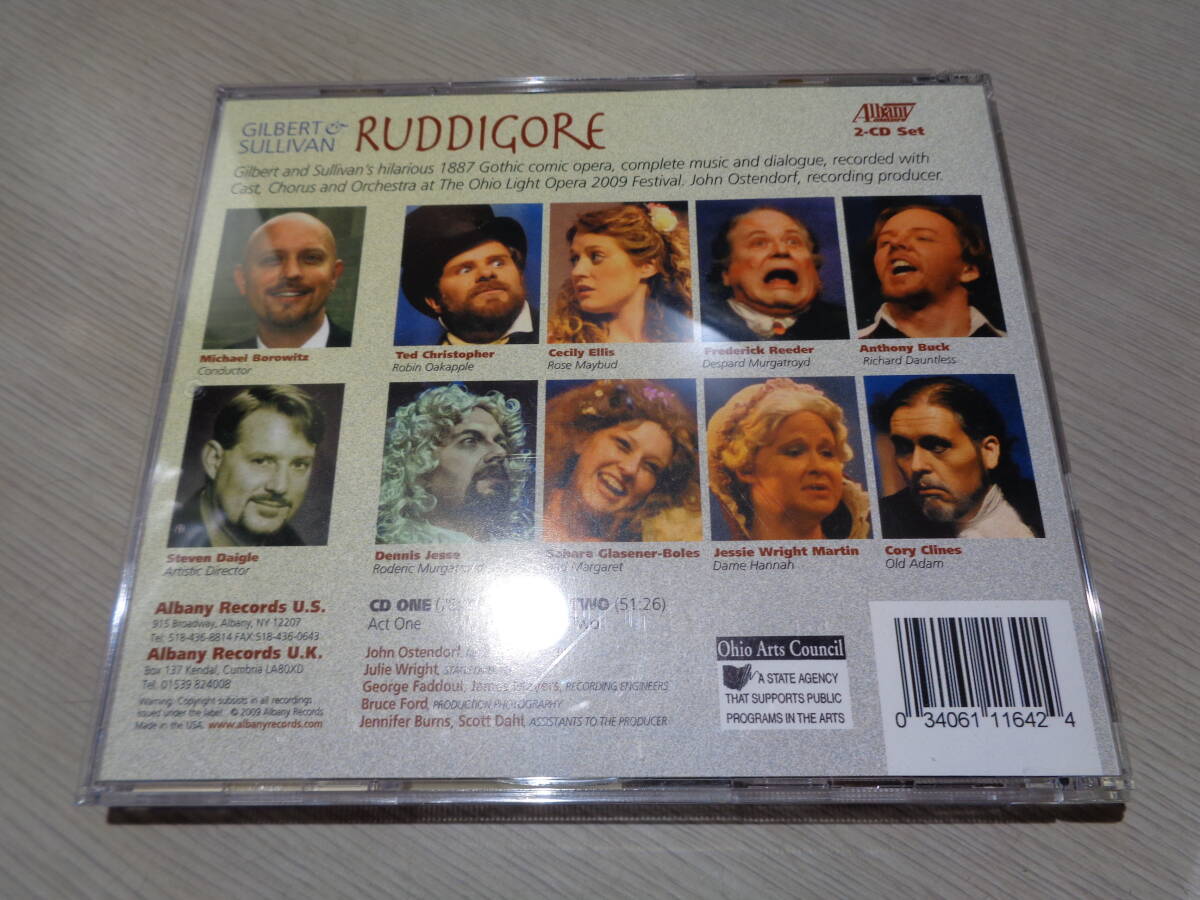 GILBERT &
SULLIVAN
RUDDIGORE
Albany
2-CD Set
Gilbert and Sullivan's hilarious 1887 Gothic comic opera, complete music and dialogue, recorded with
Cast, Chorus and Orchestra at The Ohio Light Opera 2009 Festival. John Ostendorf, recording producer.
Michael Borowitz
Conductor
Ted Christopher
Robin Oakapple
Cecily Ellis
Rose Maybud
Frederick Reeder
Despard Murgatroyd
Anthony Buck
Richard Dauntless
Steven Daigle
Artistic Director
Dennis Jesse
Roderic Murgatroyd
Sahara Glasener-Boles
Margaret
Jessie Wright Martin
Dame Hannah
Cory Clines
Old Adam
Albany Records U.S.
915 Broadway, Albany, NY 12207
Tel: 518-436-8814 FAX:518-436-0643
Albany Records U.K.
Box 137 Kendal, Cumbria LA80XD
Tel. 01539 824008
Warning: Copyright subsists in all recordings
issued under the label. © 2009 Albany Records
Made in the USA. www.albanyrecords.com
CD ONE TWO (51:26)
Act One
John Ostendorf
Julie Wright,
George Faddoul, James RECORDING ENGINEERS
Bruce Ford, PRODUCTION PHOTOGRAPHY
Jennifer Burns, Scott Dahl, ASSISTANTS TO THE PRODUCER
Ohio Arts Council
A STATE AGENCY
THAT SUPPORTS PUBLIC
PROGRAMS IN THE ARTS
0 34061 11642 4